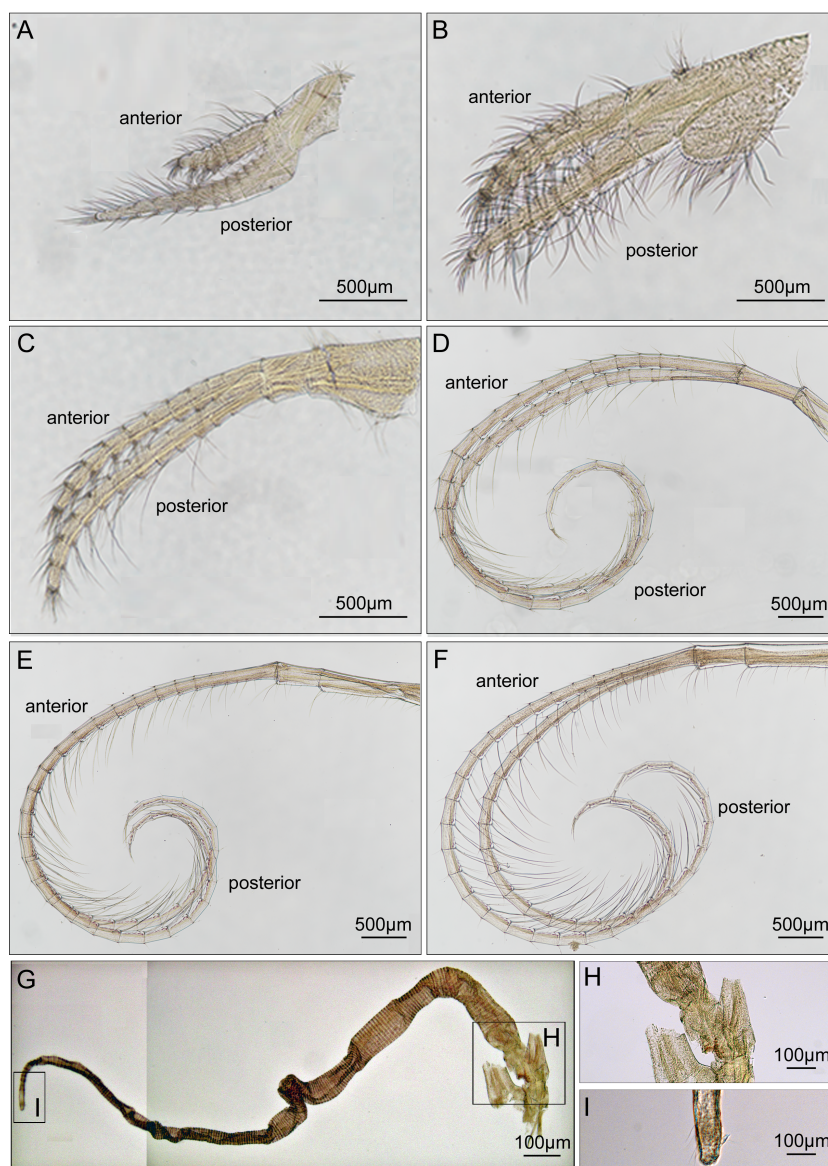 A
anterior
posterior
500µm
B
anterior
posterior
500µm
C
anterior
posterior
500µm
D
anterior
posterior
500µm
E
anterior
posterior
500µm
F
anterior
posterior
500µm
G
H
I
100µm
H
100µm
I
100µm